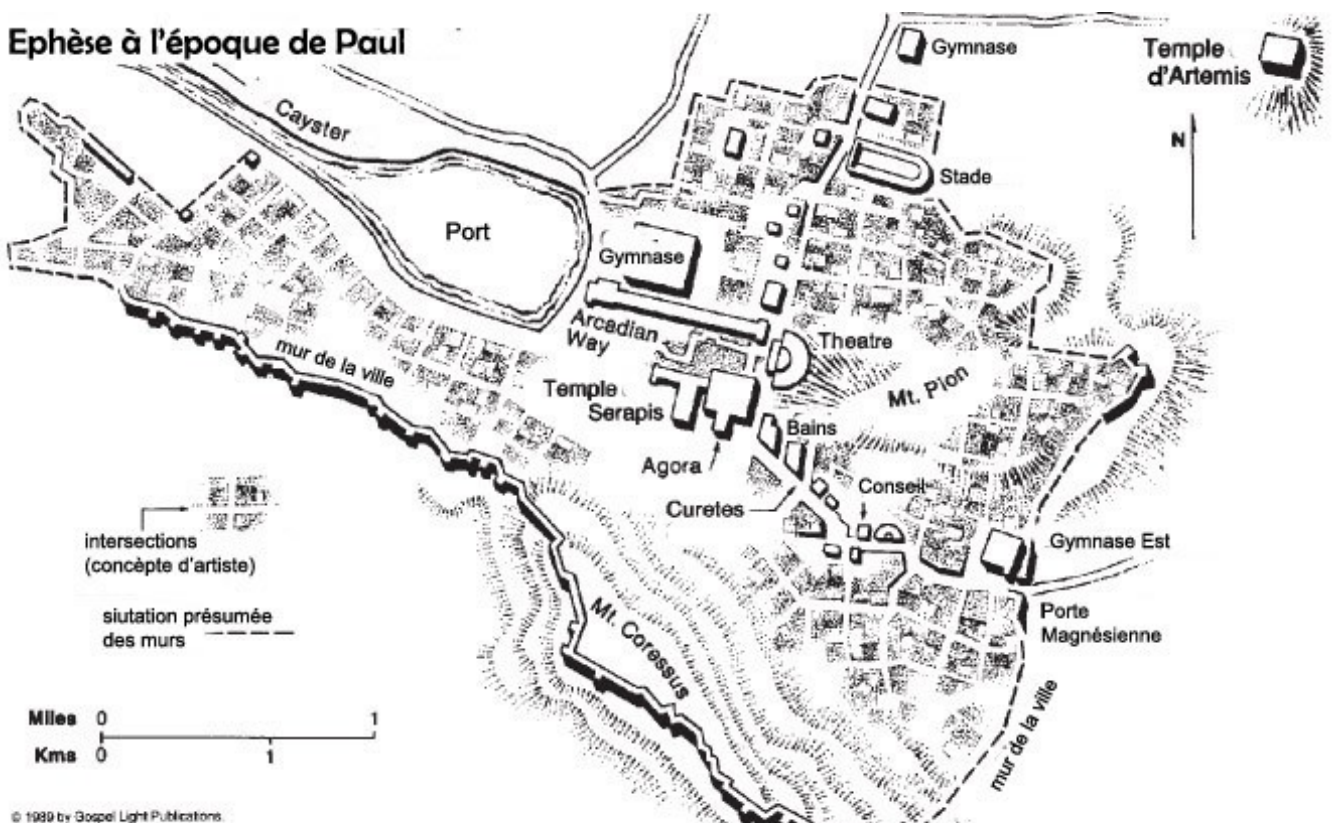 Ephèse à l'époque de Paul
Gymnase
Temple
d'Artemis
N
Cayster
Stade
Port
Gymnase
Arcadian
Way
Theatre
mur de la ville
Mt. Pion
Temple
Serapis
Bains
Agora
Conseil
Curetes
intersections
(concèpte d'artiste)
Gymnase Est
siutation présumée
des murs
Mt. Coressus
Porte
Magnésienne
mur de la ville
Miles 0 1
Kms 0 1
© 1989 by Gospel Light Publications.